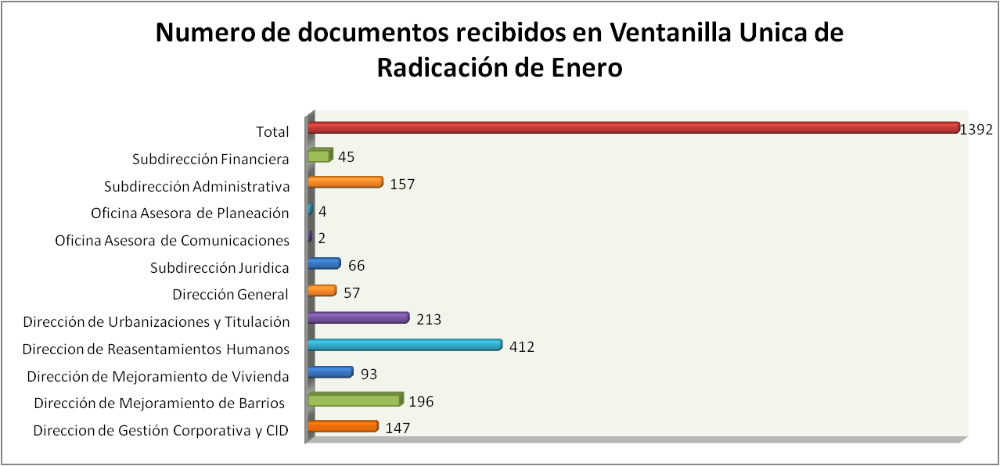 Numero de documentos recibidos en Ventanilla Unica de
Radicación de Enero
Total 1392
Subdirección Financiera 45
Subdirección Administrativa 157
Oficina Asesora de Planeación 4
Oficina Asesora de Comunicaciones 2
Subdirección Juridica 66
Dirección General 57
Dirección de Urbanizaciones y Titulación 213
Direccion de Reasentamientos Humanos 412
Dirección de Mejoramiento de Vivienda 93
Dirección de Mejoramiento de Barrios 196
Direccion de Gestión Corporativa y CID 147